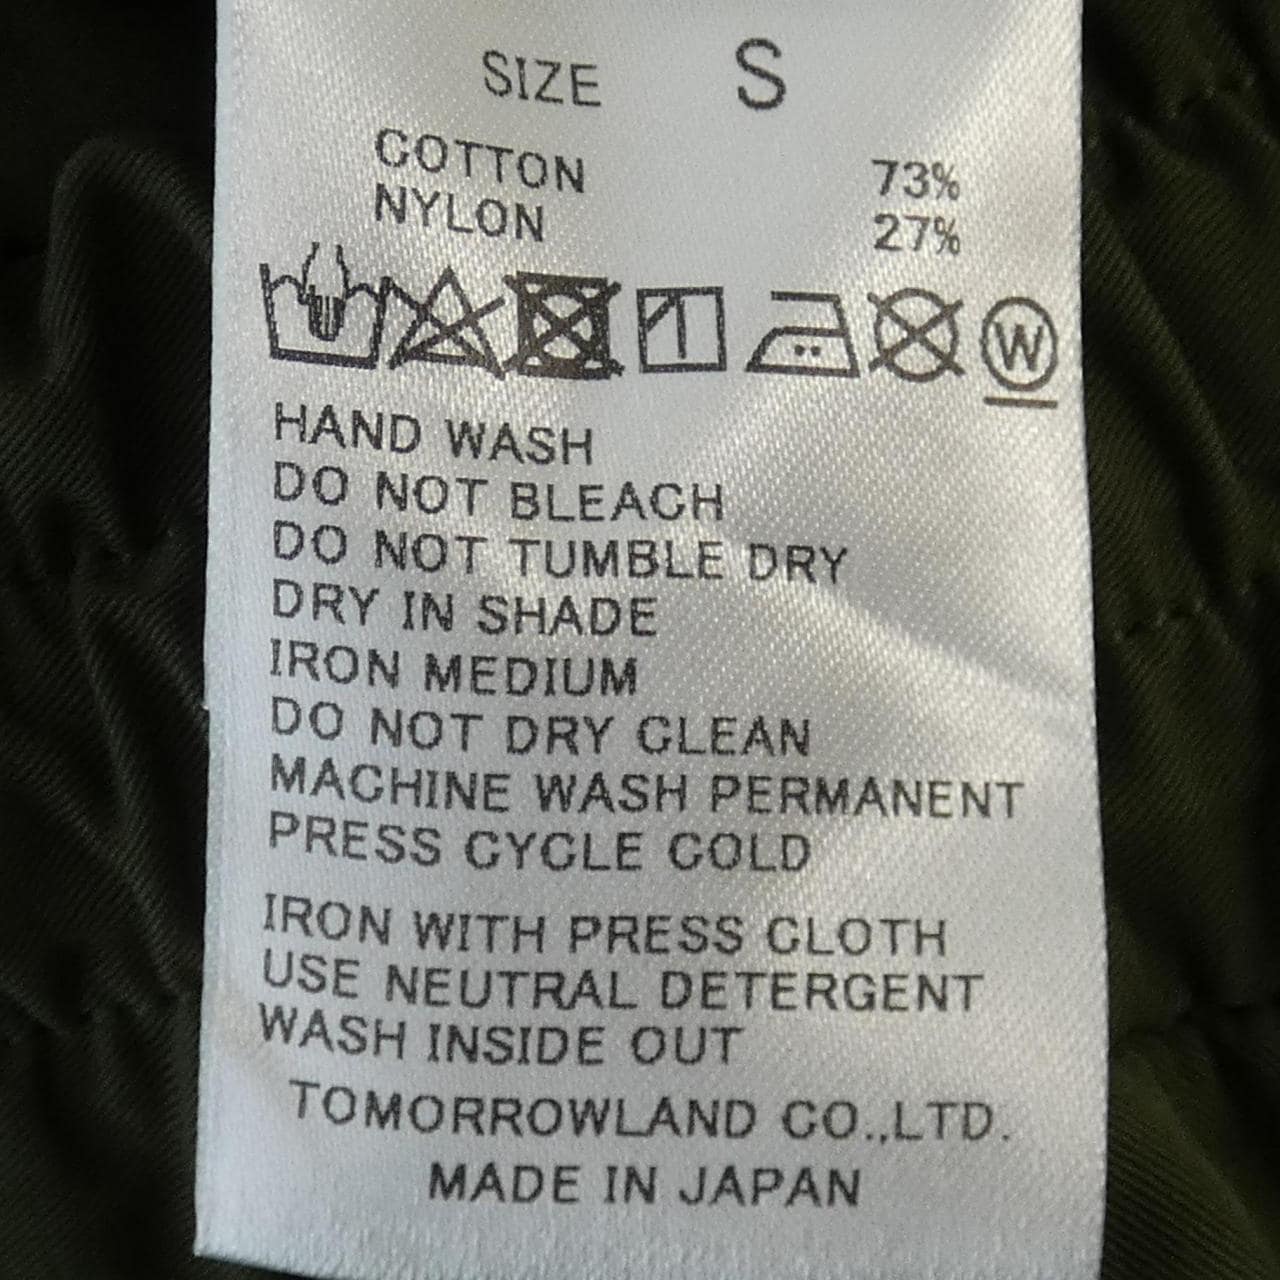 SIZE S
COTTON 73%
NYLON 27%
W
HAND WASH
DO NOT BLEACH
DO NOT TUMBLE DRY
DRY IN SHADE
IRON MEDIUM
DO NOT DRY CLEAN
MACHINE WASH PERMANENT
PRESS CYCLE COLD
IRON WITH PRESS CLOTH
USE NEUTRAL DETERGENT
WASH INSIDE OUT
TOMORROWLAND CO.,LTD.
MADE IN JAPAN